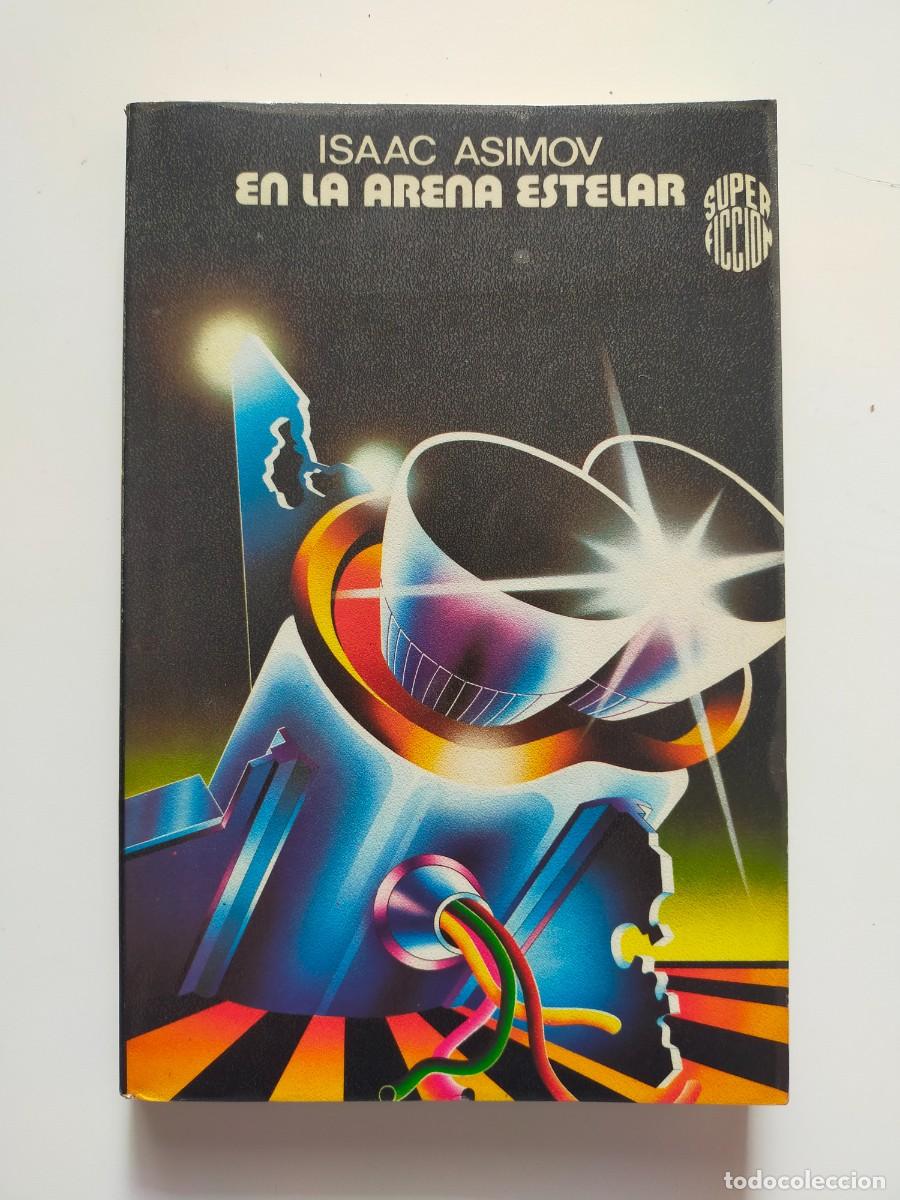 ISAAC ASIMOV
EN LA ARENA ESTELAR
SUPER
FICCION
todocoleccion